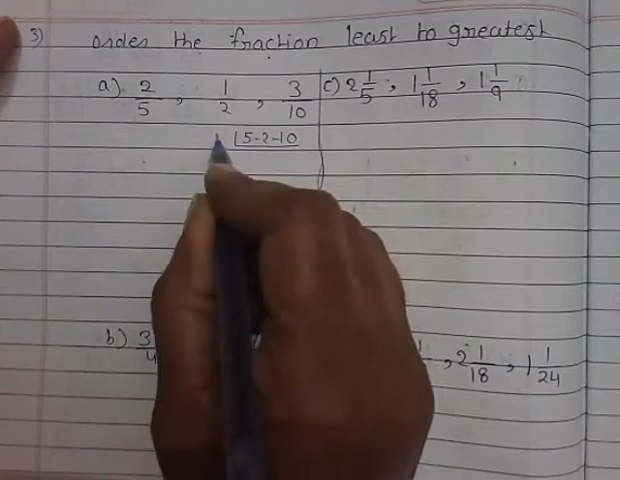 3) order the fraction least to greatest
a) 2/5 , 1/2 , 3/10
5-2-10
c) 2 1/5 , 1 1/18 , 1 1/9
b) 3/4
, 2 1/18 , 1 1/24